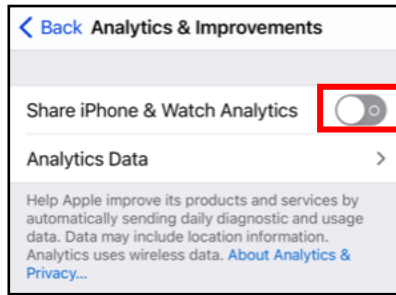 Back Analytics & Improvements
Share iPhone & Watch Analytics
Analytics Data
Help Apple improve its products and services by
automatically sending daily diagnostic and usage
data. Data may include location information.
Analytics uses wireless data. About Analytics &
Privacy...